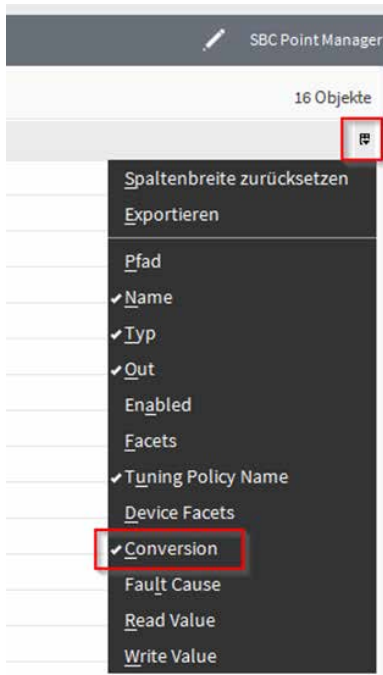 SBC Point Manager
16 Objekte
Spaltenbreite zurücksetzen
Exportieren
Pfad
Name
Typ
Out
Enabled
Facets
Tuning Policy Name
Device Facets
Conversion
Fault Cause
Read Value
Write Value